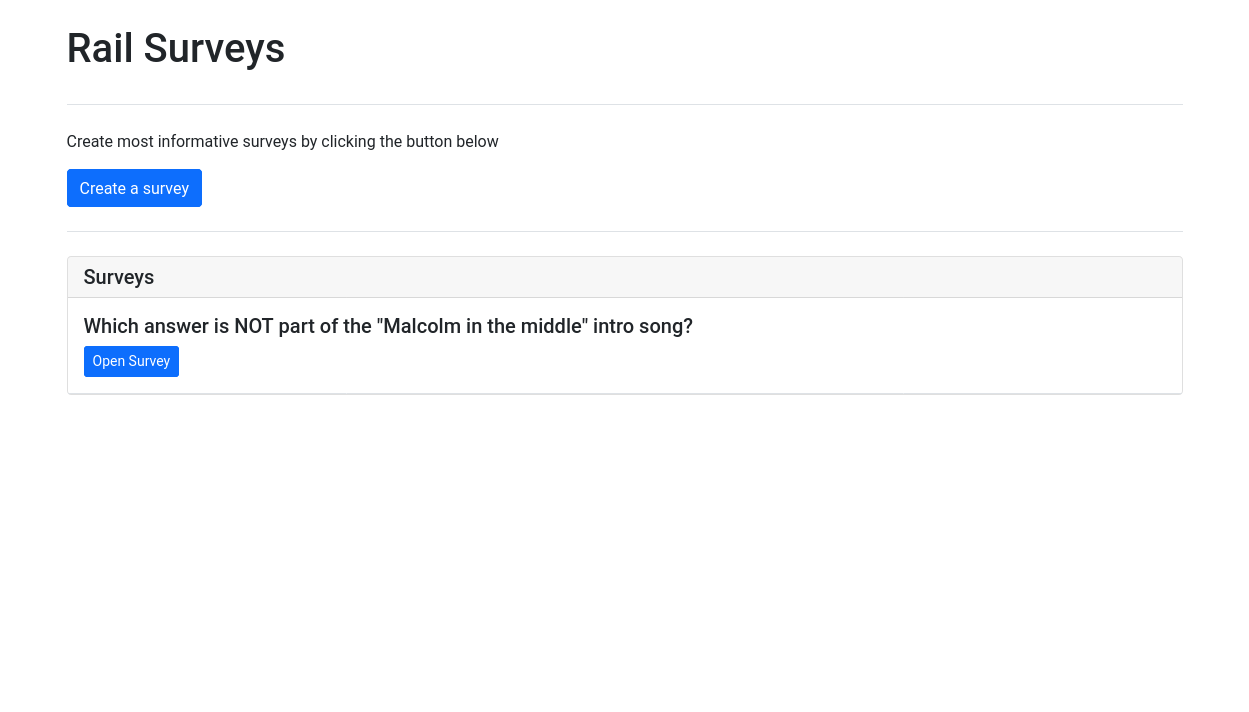 Rail Surveys
Create most informative surveys by clicking the button below
Create a survey
Surveys
Which answer is NOT part of the "Malcolm in the middle" intro song?
Open Survey